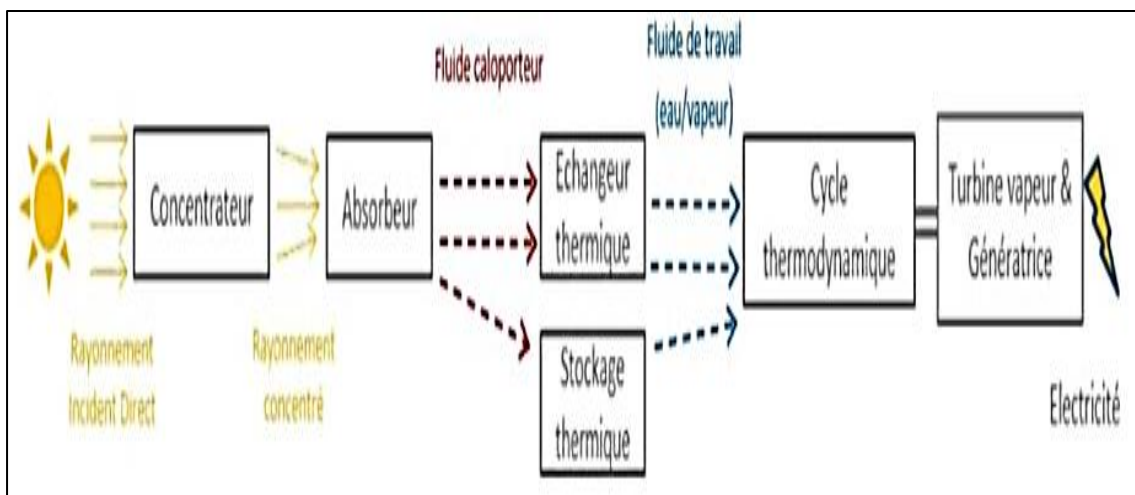 Fluide caloporteur
Fluide de travail
(eau/vapeur)
Concentrateur
Absorbeur
Echangeur
thermique
Cycle
thermodynamique
Turbine vapeur &
Génératrice
Rayonnement
Incident Direct
Rayonnement
concentré
Stockage
thermique
Electricité